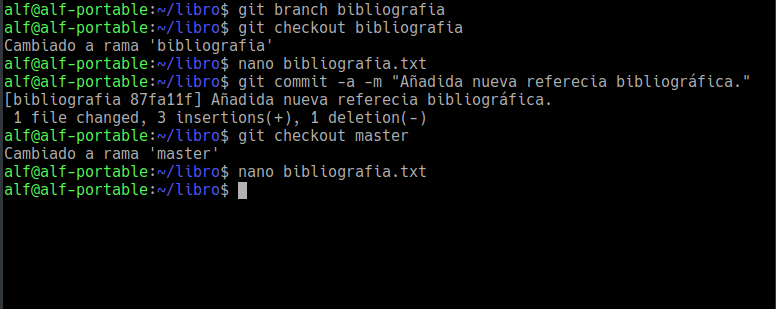 alf@alf-portable:~/libro$ git branch bibliografia
alf@alf-portable:~/libro$ git checkout bibliografia
Cambiado a rama 'bibliografia'
alf@alf-portable:~/libro$ nano bibliografia.txt
alf@alf-portable:~/libro$ git commit -a -m "Añadida nueva referecia bibliográfica."
[bibliografia 87fa11f] Añadida nueva referecia bibliográfica.
 1 file changed, 3 insertions(+), 1 deletion(-)
alf@alf-portable:~/libro$ git checkout master
Cambiado a rama 'master'
alf@alf-portable:~/libro$ nano bibliografia.txt
alf@alf-portable:~/libro$